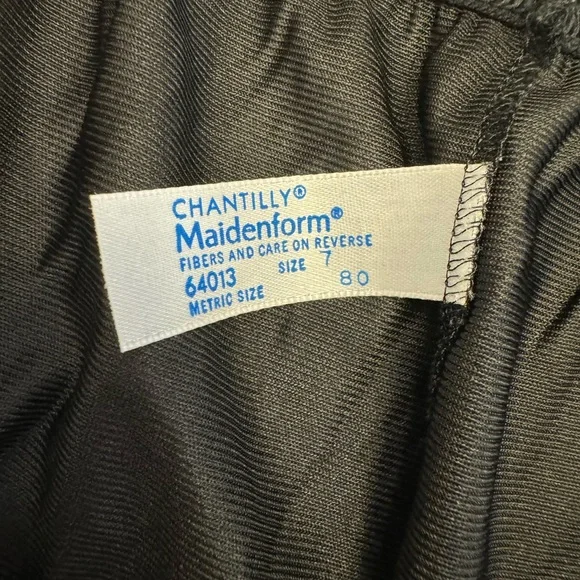 CHANTILLY®
Maidenform®
FIBERS AND CARE ON REVERSE
64013 SIZE 7
METRIC SIZE 80